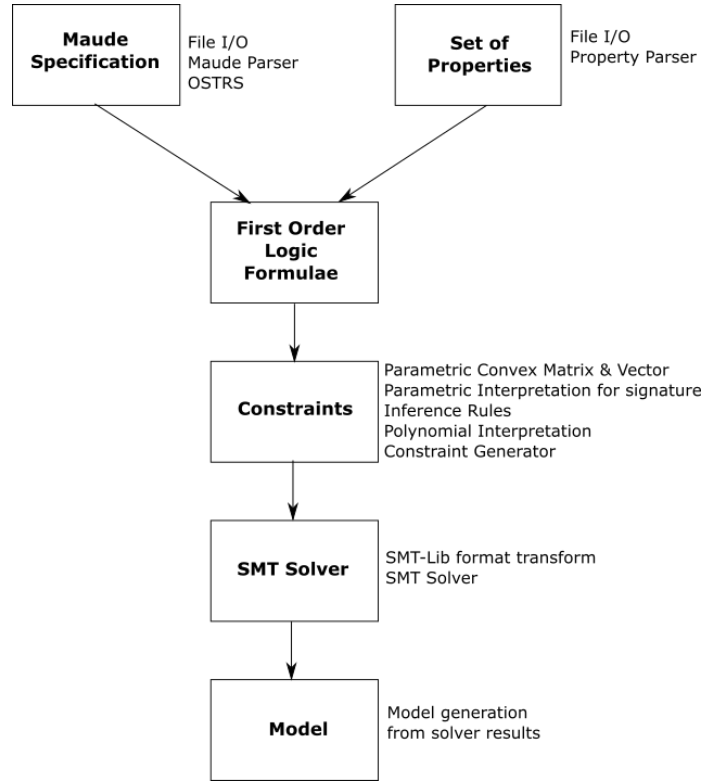 Maude
Specification
File I/O
Maude Parser
OSTRS
Set of
Properties
File I/O
Property Parser
First Order
Logic
Formulae
Constraints
Parametric Convex Matrix & Vector
Parametric Interpretation for signature
Inference Rules
Polynomial Interpretation
Constraint Generator
SMT Solver
SMT-Lib format transform
SMT Solver
Model
Model generation
from solver results